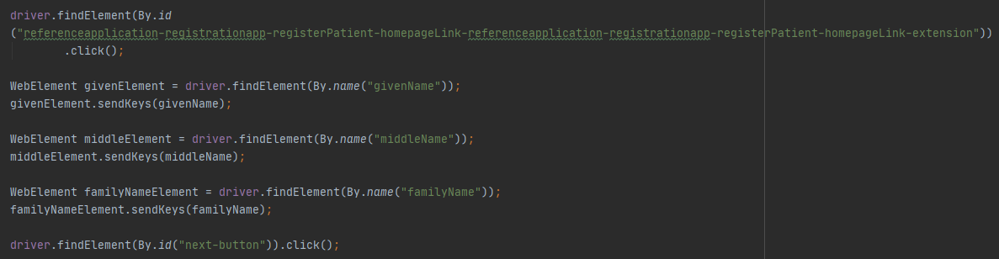 driver.findElement(By.id
("referenceapplication-registrationapp-registerPatient-homepageLink-referenceapplication-registrationapp-registerPatient-homepageLink-extension"))
.click();
WebElement givenElement = driver.findElement(By.name("givenName"));
givenElement.sendKeys(givenName);
WebElement middleElement = driver.findElement(By.name("middleName"));
middleElement.sendKeys(middleName);
WebElement familyNameElement = driver.findElement(By.name("familyName"));
familyNameElement.sendKeys(familyName);
driver.findElement(By.id("next-button")).click();